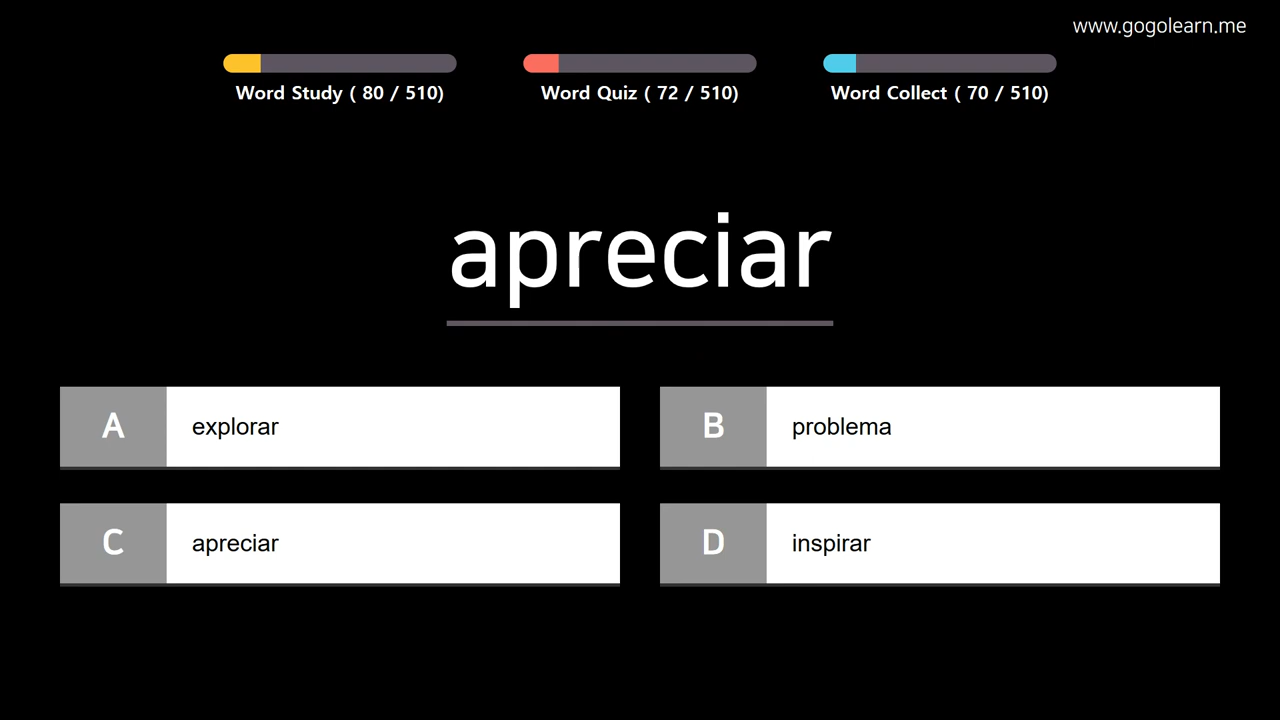 www.gogolearn.me
Word Study ( 80 / 510)
Word Quiz ( 72 / 510)
Word Collect ( 70 / 510)
apreciar
A explorar
B problema
C apreciar
D inspirar